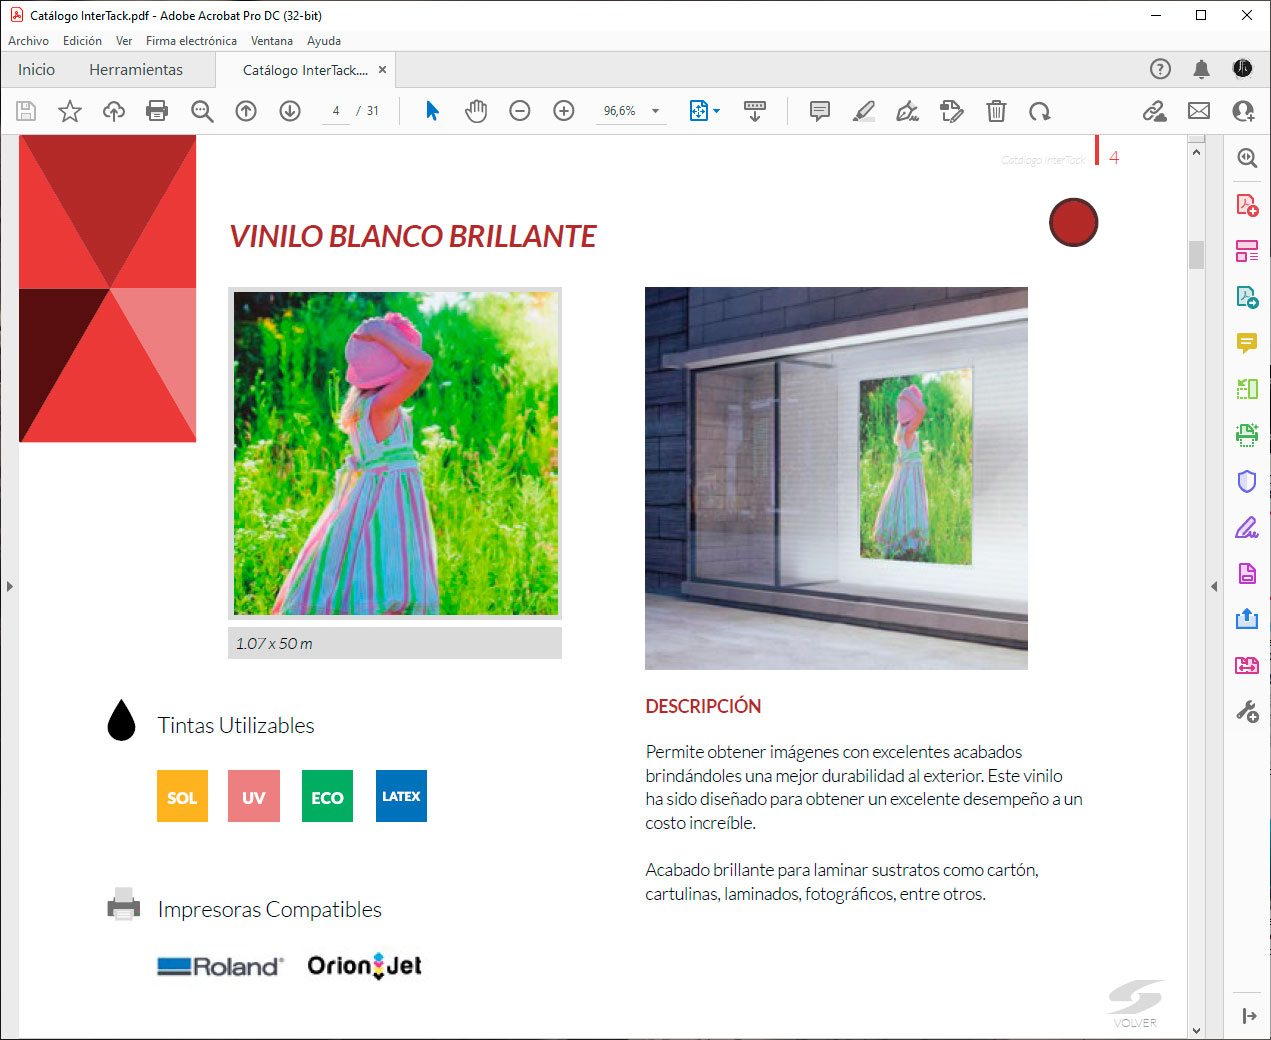 Catálogo InterTack.pdf - Adobe Acrobat Pro DC (32-bit)
Archivo Edición Ver Firma electrónica Ventana Ayuda
Inicio Herramientas Catálogo InterTack.... ×
4 / 31 96,6%
Catálogo InterTack 4
VINILO BLANCO BRILLANTE
1.07 x 50 m
Tintas Utilizables
SOL UV ECO LATEX
Impresoras Compatibles
Roland OrionJet
DESCRIPCIÓN
Permite obtener imágenes con excelentes acabados
brindándoles una mejor durabilidad al exterior. Este vinilo
ha sido diseñado para obtener un excelente desempeño a un
costo increíble.
Acabado brillante para laminar sustratos como cartón,
cartulinas, laminados, fotográficos, entre otros.
VOLVER